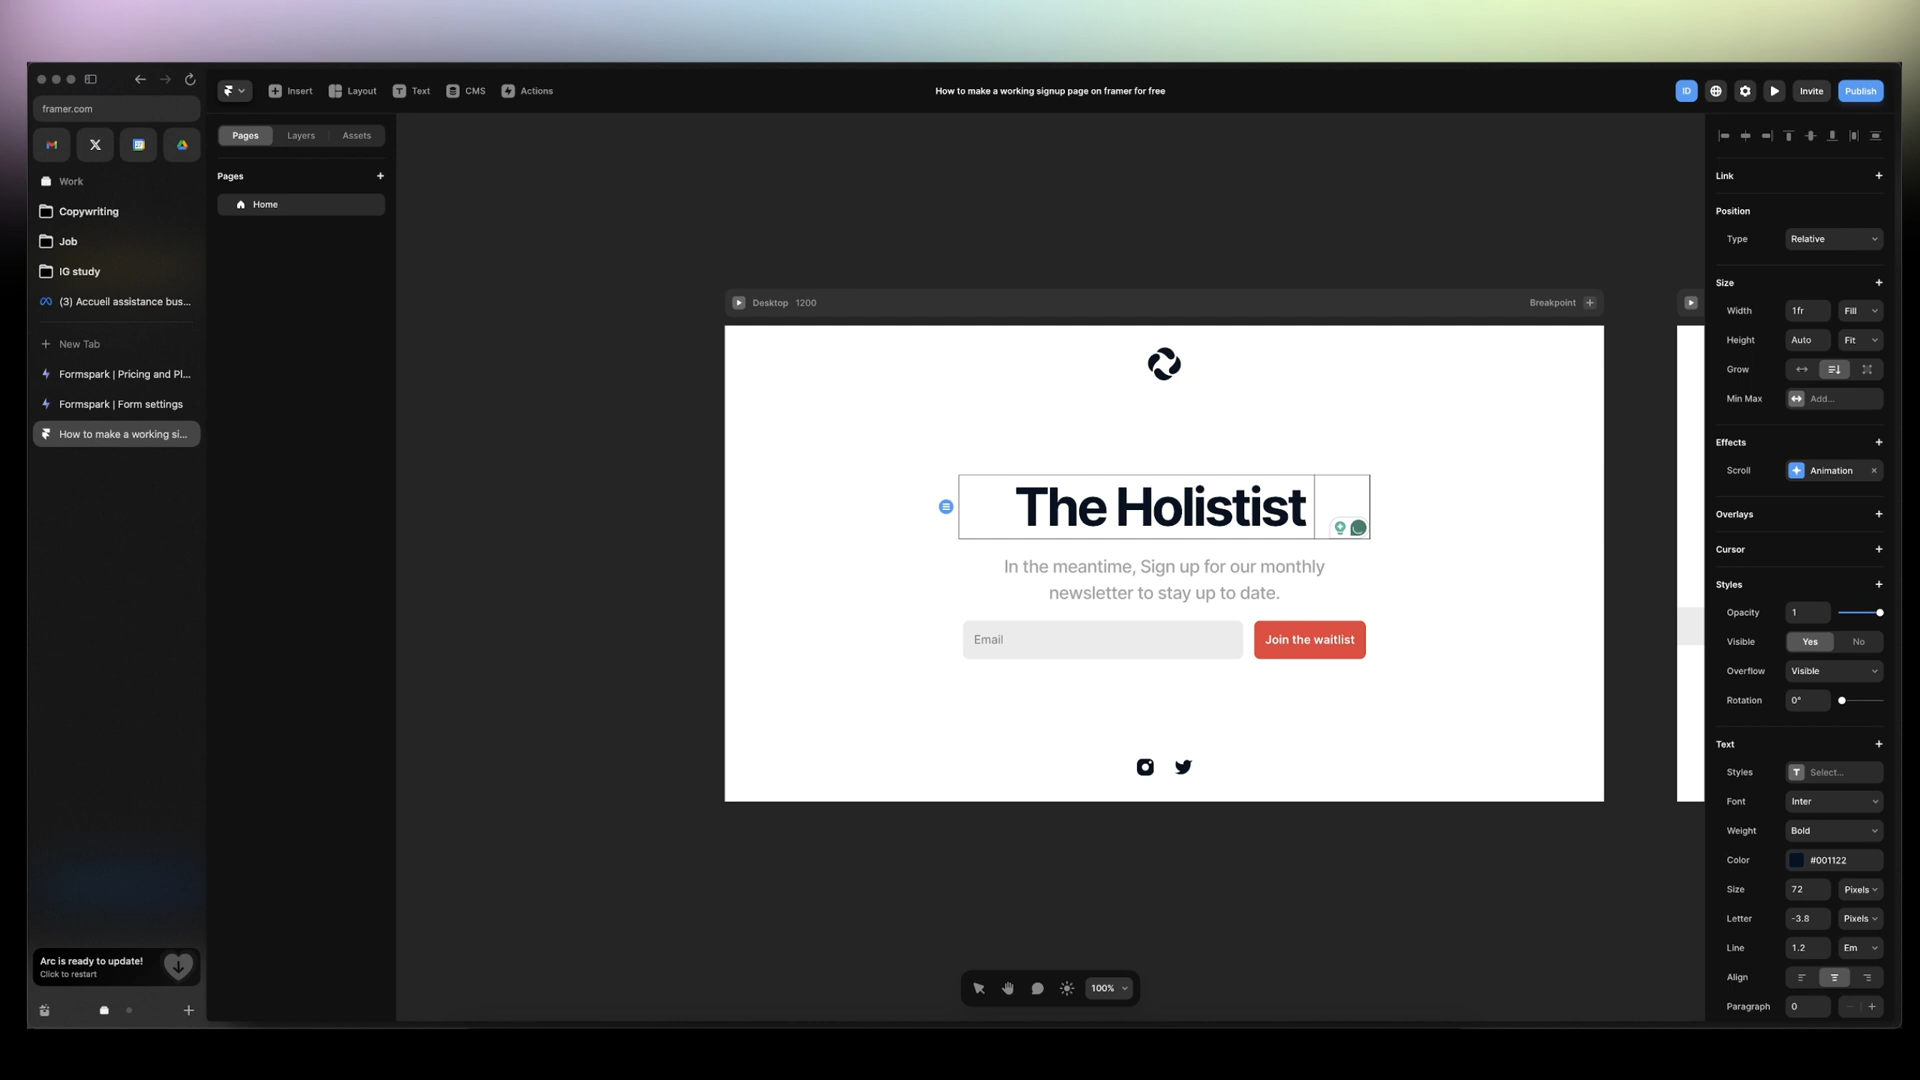 framer.com
Work
Copywriting
Job
IG study
(3) Accueil assistance bus...
New Tab
Formspark | Pricing and Pl...
Formspark | Form settings
How to make a working si...
Arc is ready to update!
Click to restart
Insert
Layout
Text
CMS
Actions
How to make a working signup page on framer for free
ID
Invite
Publish
Pages
Layers
Assets
Pages
Home
Desktop 1200
Breakpoint
The Holistist
In the meantime, Sign up for our monthly
newsletter to stay up to date.
Email
Join the waitlist
100%
Link
Position
Type Relative
Size
Width 1fr Fill
Height Auto Fit
Grow
Min Max Add...
Effects
Scroll Animation
Overlays
Cursor
Styles
Opacity 1
Visible Yes No
Overflow Visible
Rotation 0°
Text
Styles Select...
Font Inter
Weight Bold
Color #001122
Size 72 Pixels
Letter -3.8 Pixels
Line 1.2 Em
Align
Paragraph 0